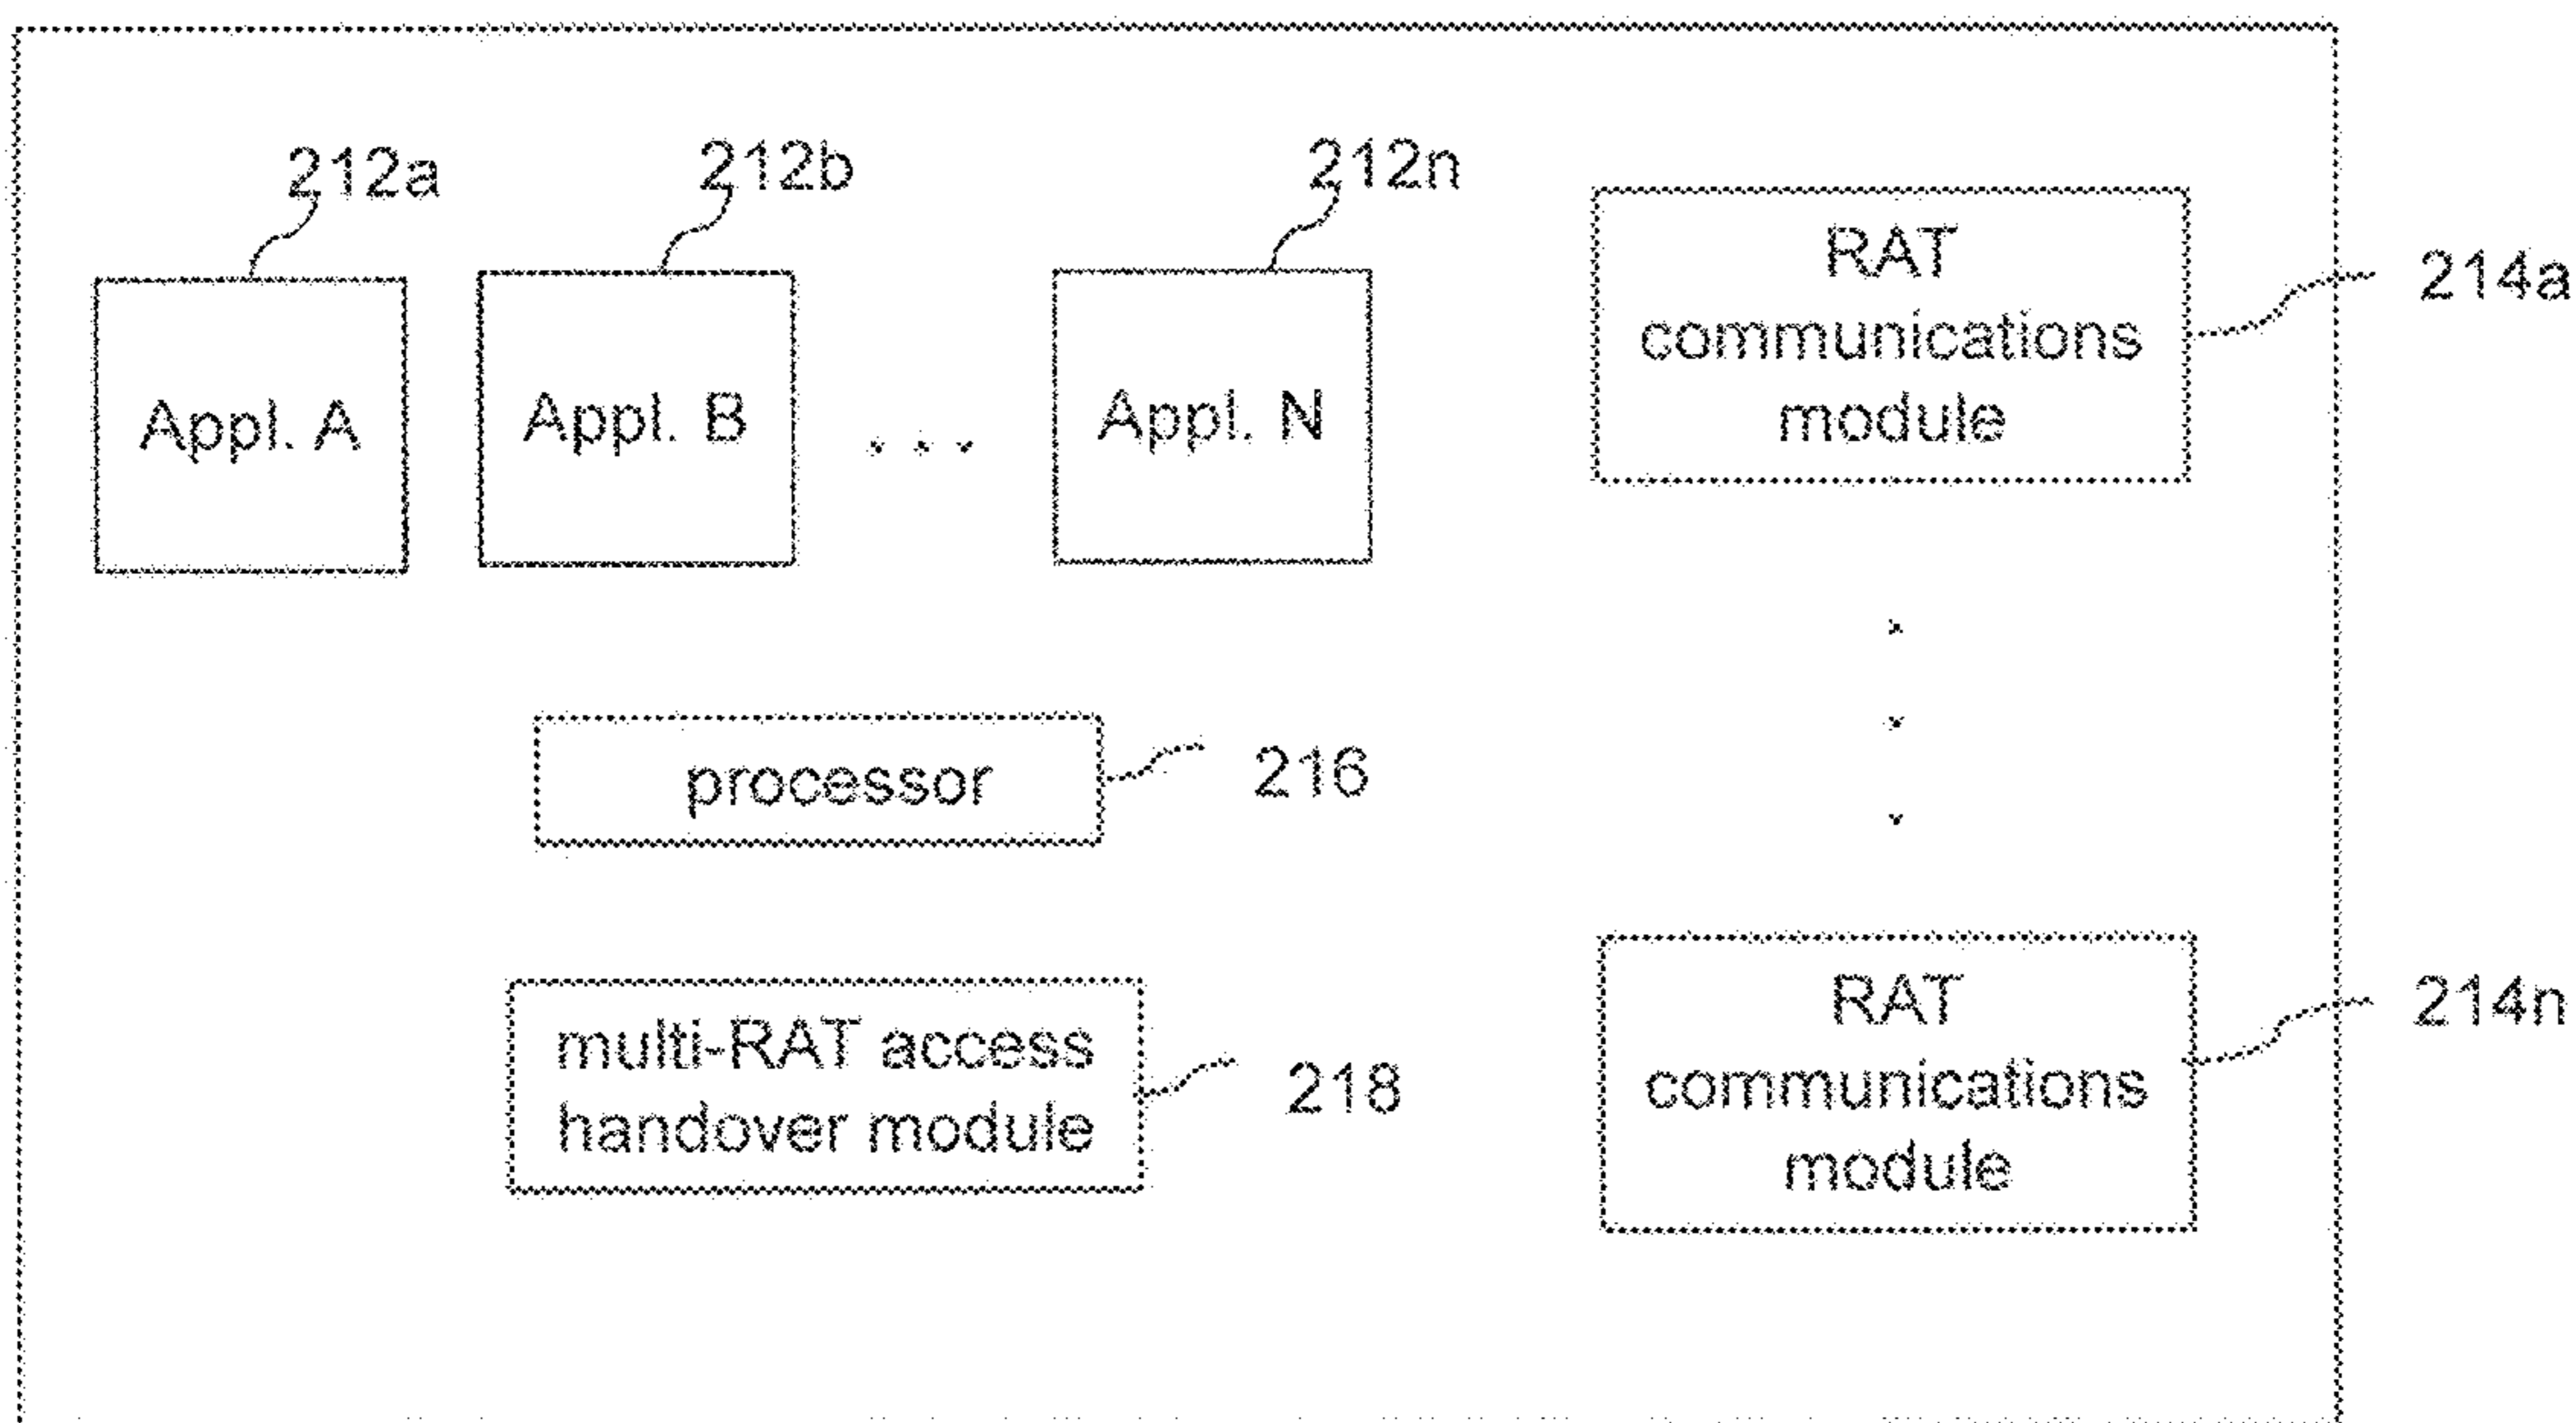 212a
212b
212n
Appl. A
Appl. B
. . .
Appl. N
RAT
communications
module
214a
processor
216
multi-RAT access
handover module
218
RAT
communications
module
214n